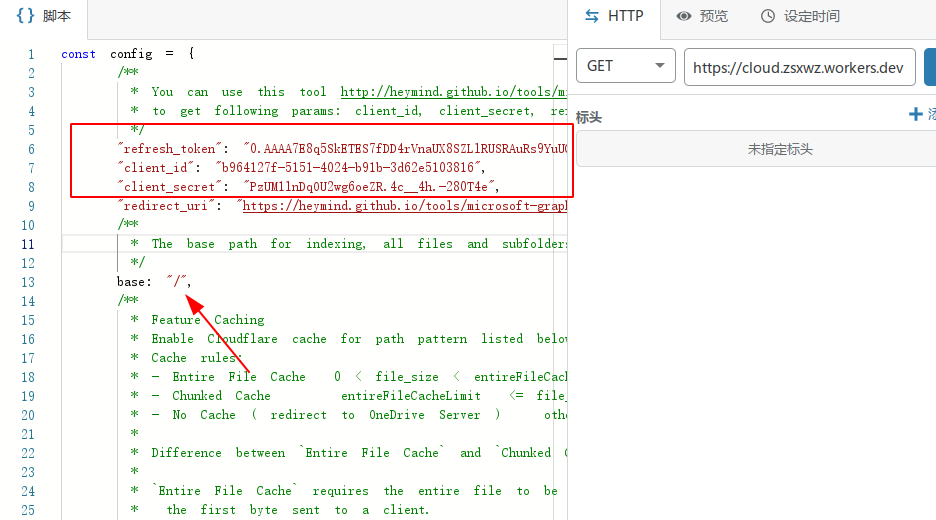 {} 脚本
1 const config = {
2 /**
3 * You can use this tool http://heymind.github.io/tools/mi
4 * to get following params: client_id, client_secret, re
5 */
6 "refresh_token": "0.AAAA7E8q5SkETES7fDD4rVnaUX8SZLlRUSRAuRs9YuU
7 "client_id": "b964127f-5151-4024-b91b-3d62e5103816",
8 "client_secret": "PzUM1lnDq0U2wg6oeZR.4c__4h.-280T4e",
9 "redirect_uri": "https://heymind.github.io/tools/microsoft-grap
10 /**
11 * The base path for indexing, all files and subfolders
12 */
13 base: "/",
14 /**
15 * Feature Caching
16 * Enable Cloudflare cache for path pattern listed below
17 * Cache rules:
18 * - Entire File Cache 0 < file_size < entireFileCac
19 * - Chunked Cache entireFileCacheLimit <= file_
20 * - No Cache ( redirect to OneDrive Server ) oth
21 *
22 * Difference between `Entire File Cache` and `Chunked
23 *
24 * `Entire File Cache` requires the entire file to be
25 * the first byte sent to a client.
HTTP 预览 设定时间
GET https://cloud.zsxwz.workers.dev
标头
未指定标头